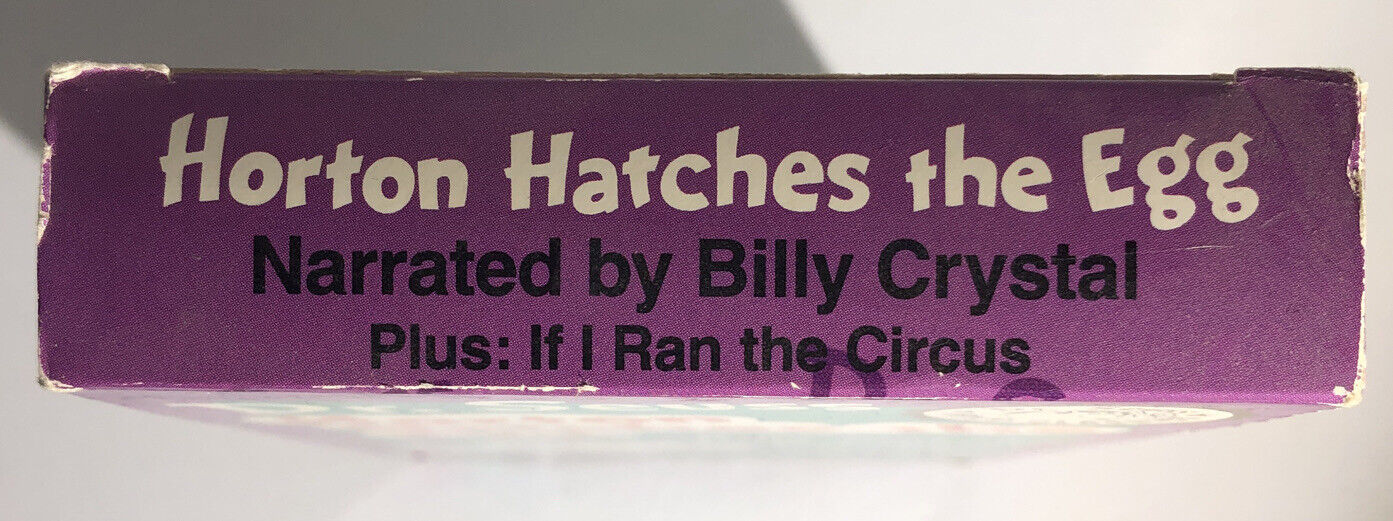 Horton Hatches the Egg
Narrated by Billy Crystal
Plus: If I Ran the Circus